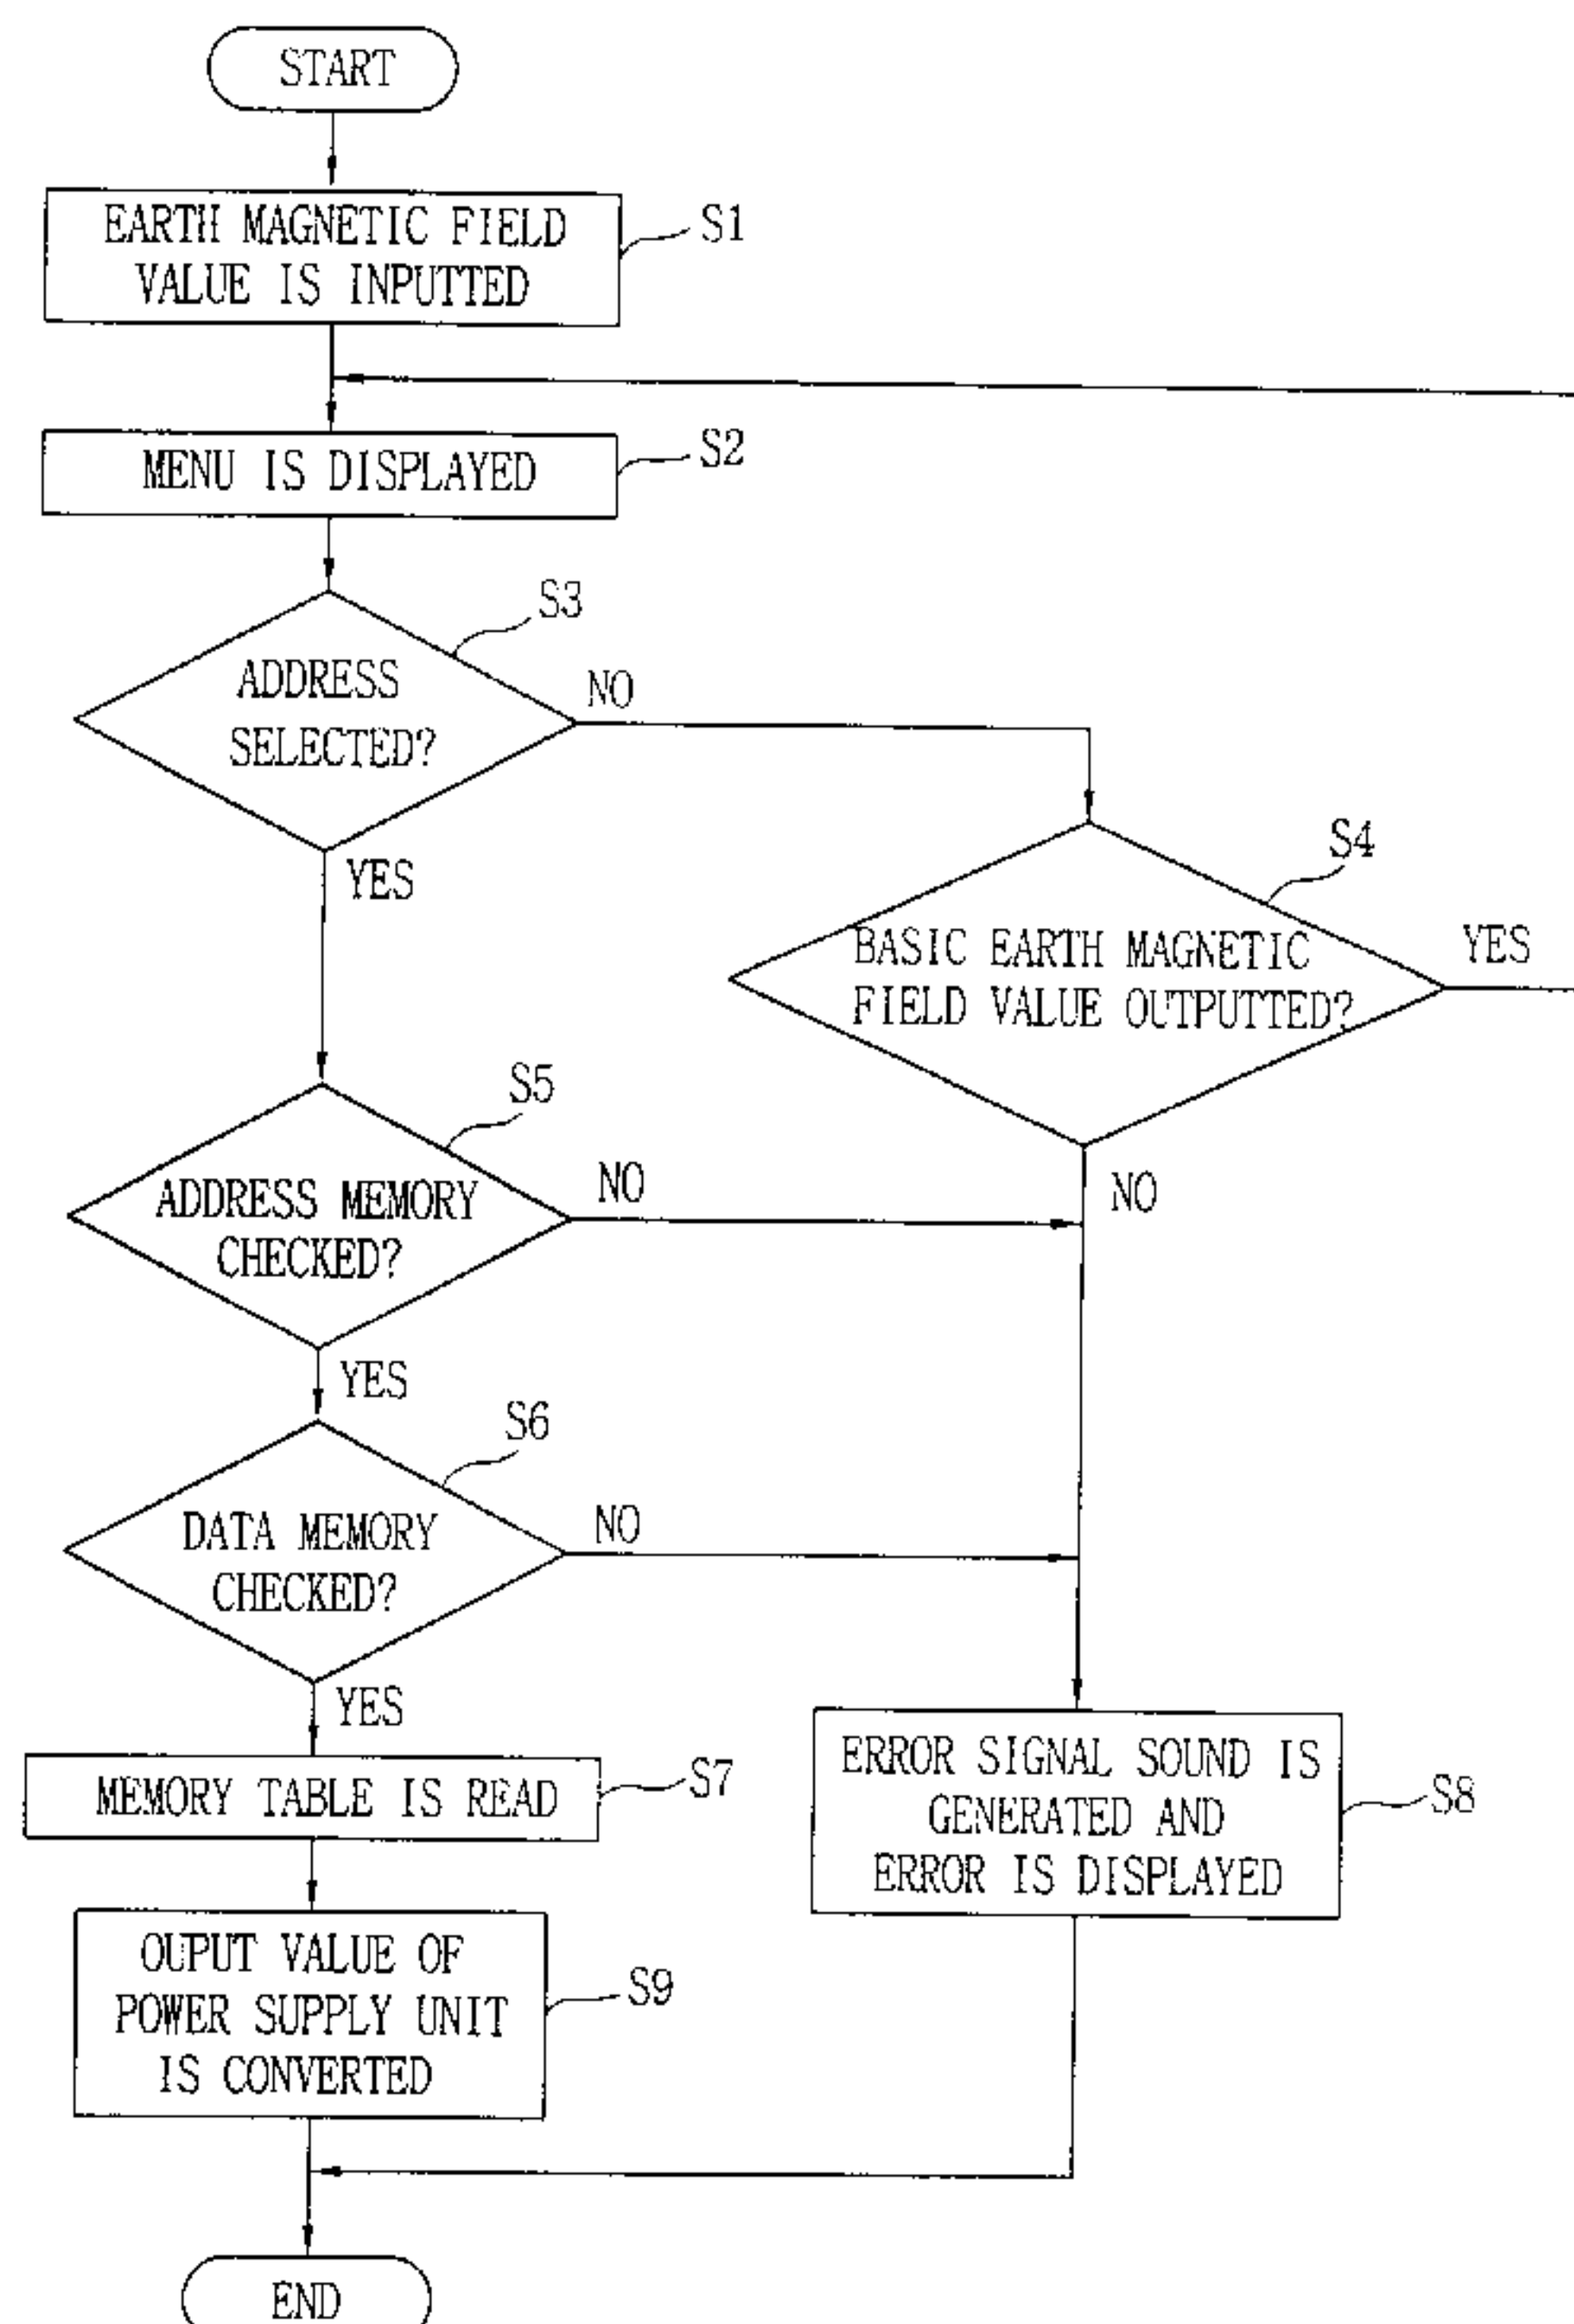 START
EARTH MAGNETIC FIELD
VALUE IS INPUTTED
S1
MENU IS DISPLAYED
S2
ADDRESS
SELECTED?
S3
NO
YES
BASIC EARTH MAGNETIC
FIELD VALUE OUTPUTTED?
S4
YES
NO
ADDRESS MEMORY
CHECKED?
S5
NO
YES
DATA MEMORY
CHECKED?
S6
NO
YES
MEMORY TABLE IS READ
S7
ERROR SIGNAL SOUND IS
GENERATED AND
ERROR IS DISPLAYED
S8
OUPUT VALUE OF
POWER SUPPLY UNIT
IS CONVERTED
S9
END